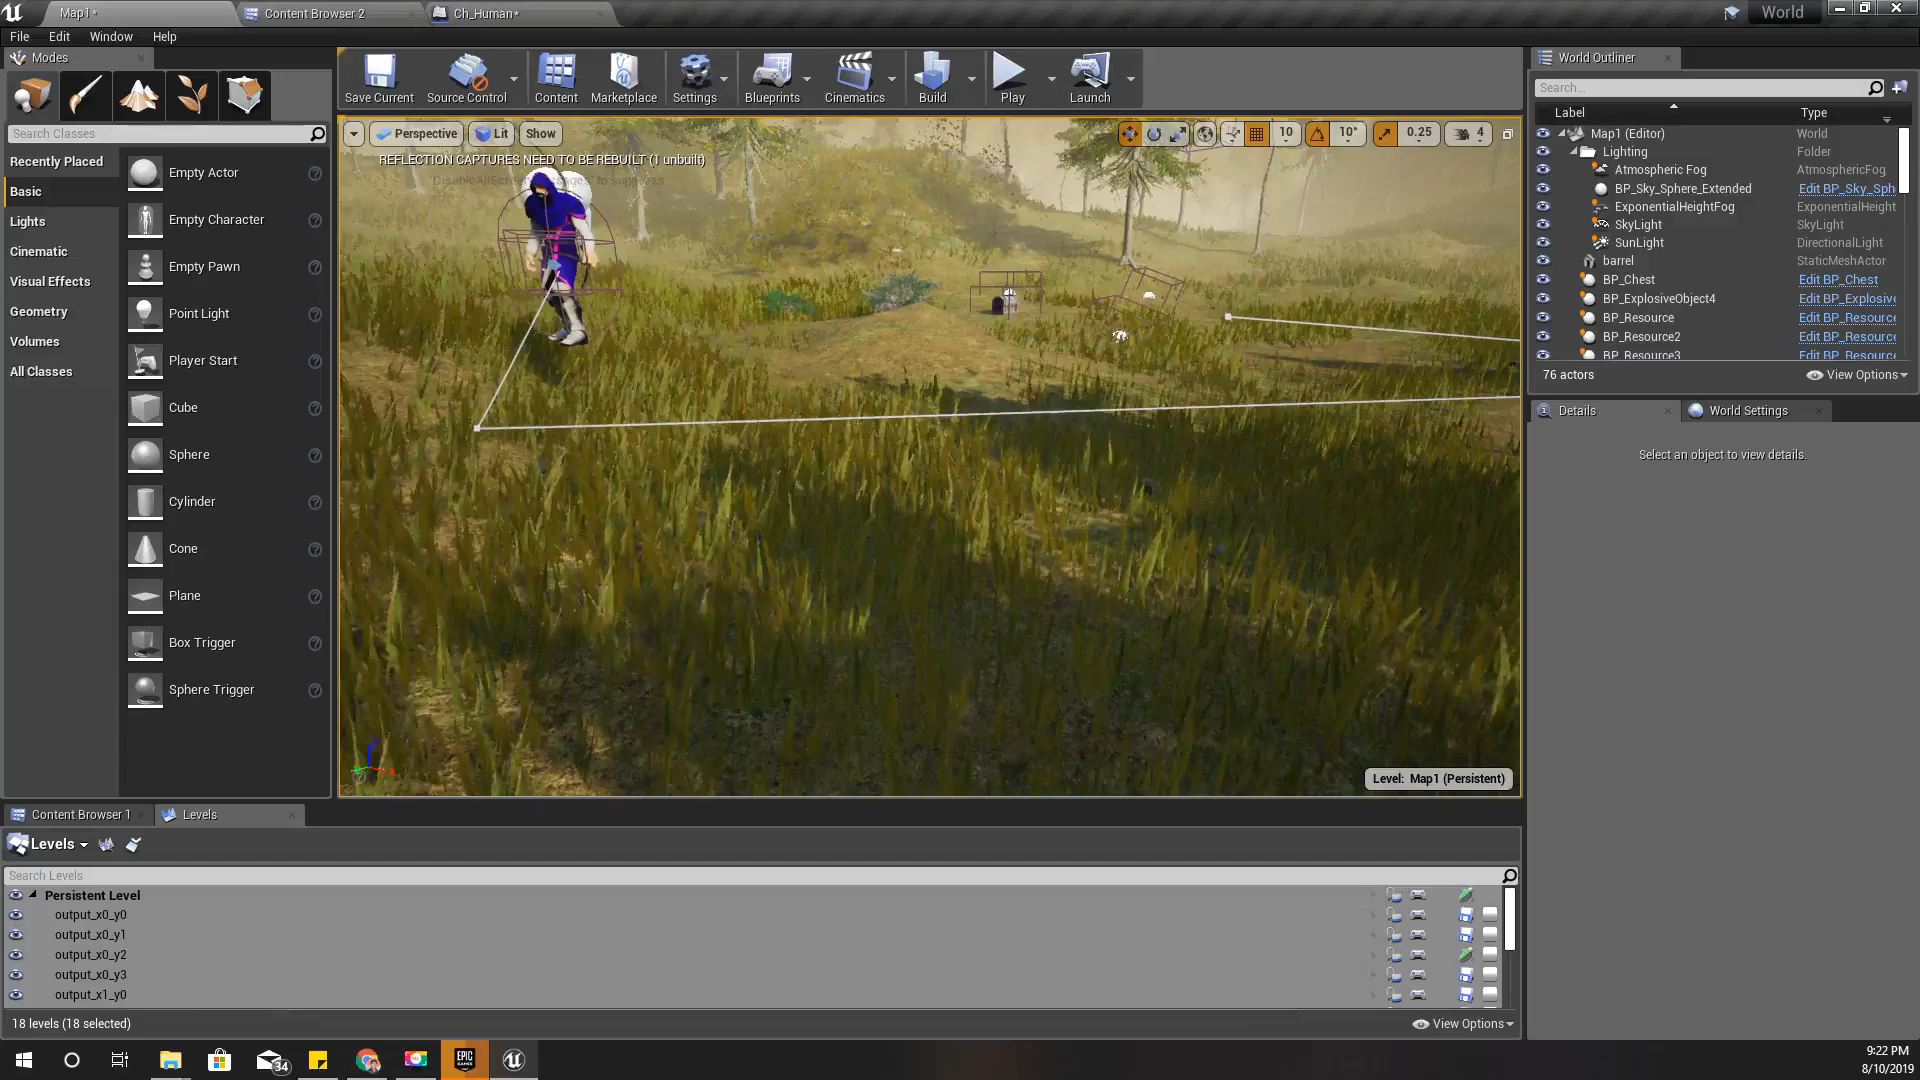 Map1*
Content Browser 2
Ch_Human*
World
File Edit Window Help
Modes
Search Classes
Recently Placed
Basic
Lights
Cinematic
Visual Effects
Geometry
Volumes
All Classes
Empty Actor
Empty Character
Empty Pawn
Point Light
Player Start
Cube
Sphere
Cylinder
Cone
Plane
Box Trigger
Sphere Trigger
Save Current
Source Control
Content
Marketplace
Settings
Blueprints
Cinematics
Build
Play
Launch
Perspective
Lit
Show
10
10°
0.25
4
REFLECTION CAPTURES NEED TO BE REBUILT (1 unbuilt)
to suppress
Level: Map1 (Persistent)
World Outliner
Search...
Label Type
Map1 (Editor) World
Lighting Folder
Atmospheric Fog AtmosphericFog
BP_Sky_Sphere_Extended Edit BP_Sky_Sph
ExponentialHeightFog ExponentialHeight
SkyLight SkyLight
SunLight DirectionalLight
barrel StaticMeshActor
BP_Chest Edit BP_Chest
BP_ExplosiveObject4 Edit BP_Explosive
BP_Resource Edit BP_Resource
BP_Resource2 Edit BP_Resource
BP_Resource3 Edit BP_Resource
76 actors View Options
Details
World Settings
Select an object to view details.
Content Browser 1
Levels
Levels
Search Levels
Persistent Level
output_x0_y0
output_x0_y1
output_x0_y2
output_x0_y3
output_x1_y0
18 levels (18 selected)
View Options
34
EPIC GAMES
9:22 PM
8/10/2019